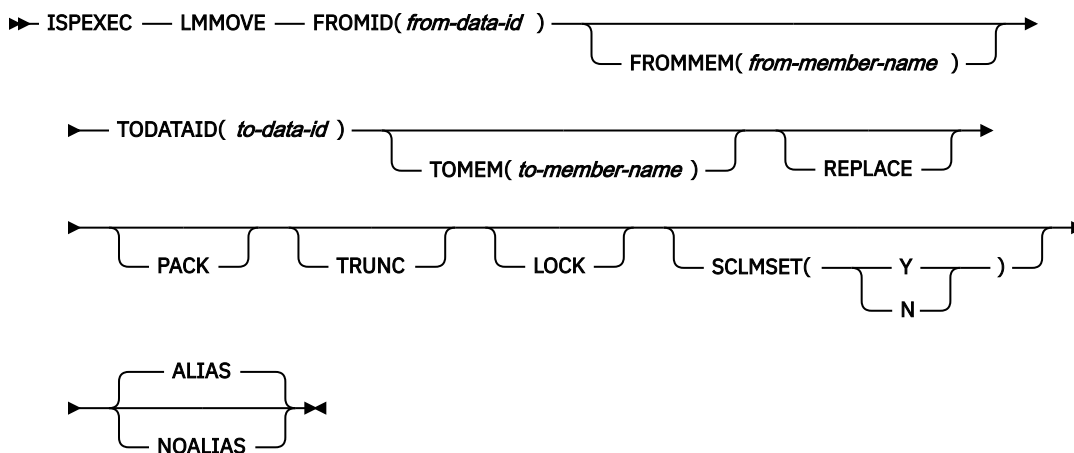 ISPEXEC LMMOVE FROMID( from-data-id )
FROMMEM( from-member-name )
TODATAID( to-data-id )
TOMEM( to-member-name )
REPLACE
PACK
TRUNC
LOCK
SCLMSET( Y )
N
ALIAS
NOALIAS